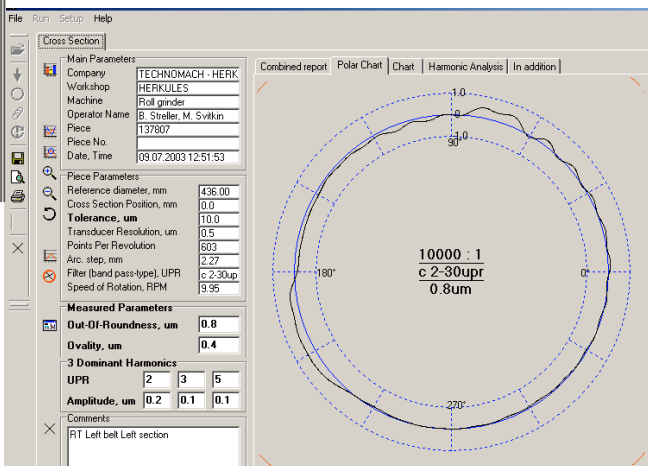 File Run Setup Help
Cross Section
Main Parameters
Company TECHNOMACH - HERK
Workshop HERKULES
Machine Roll grinder
Operator Name B. Streller, M. Svitkin
Piece 137807
Piece No.
Date, Time 09.07.2003 12:51:53
Piece Parameters
Reference diameter, mm 436.00
Cross Section Position, mm 0.0
Tolerance, um 10.0
Transducer Resolution, um 0.5
Points Per Revolution 603
Arc. step, mm 2.27
Filter (band pass-type), UPR c 2-30up
Speed of Rotation, RPM 9.95
Measured Parameters
Out-Of-Roundness, um 0.8
Ovality, um 0.4
3 Dominant Harmonics
UPR 2 3 5
Amplitude, um 0.2 0.1 0.1
Comments
RT Left belt Left section
Combined report Polar Chart Chart Harmonic Analysis In addition
1.0
0
-1.0
90°
10000 : 1
180° c 2-30upr 0°
0.8um
270°